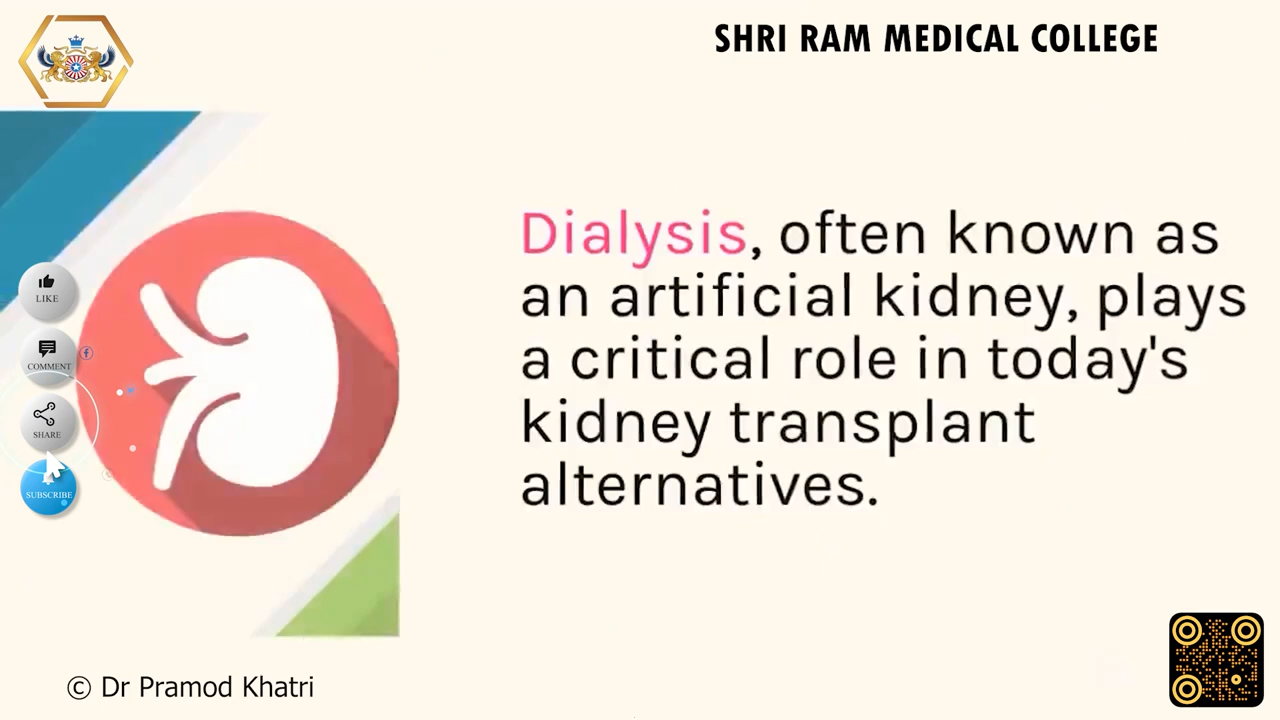 SHRI RAM MEDICAL COLLEGE
Dialysis, often known as
an artificial kidney, plays
a critical role in today's
kidney transplant
alternatives.
LIKE
COMMENT
SHARE
SUBSCRIBE
© Dr Pramod Khatri